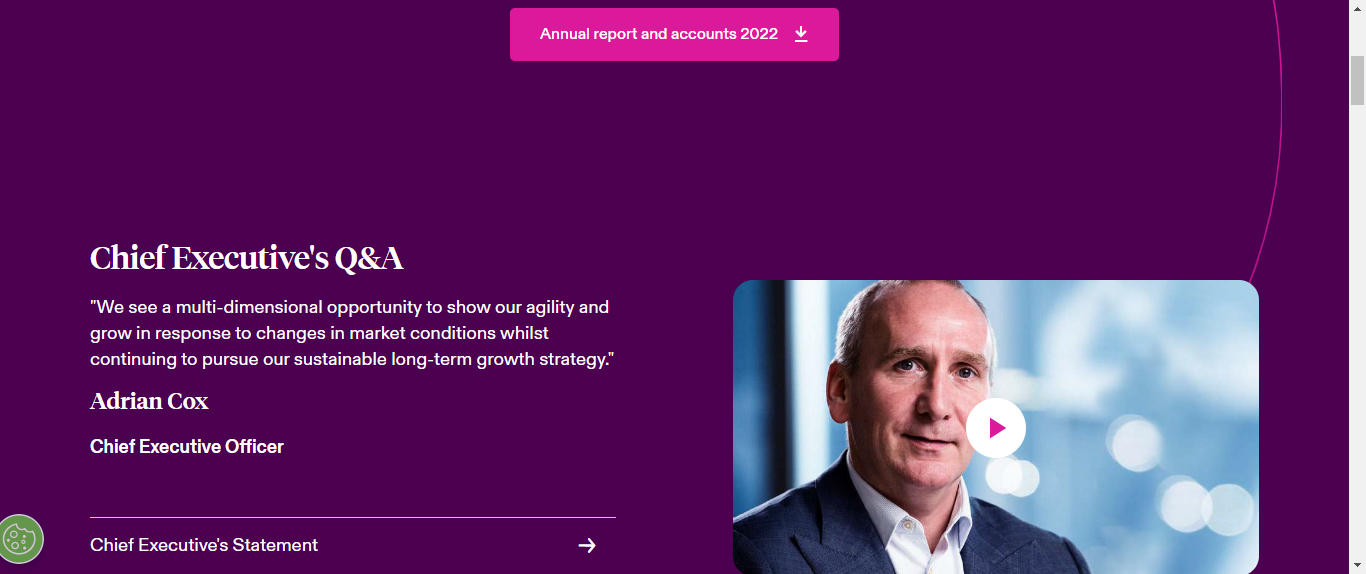 Annual report and accounts 2022
Chief Executive's Q&A
"We see a multi-dimensional opportunity to show our agility and
grow in response to changes in market conditions whilst
continuing to pursue our sustainable long-term growth strategy."
Adrian Cox
Chief Executive Officer
Chief Executive's Statement